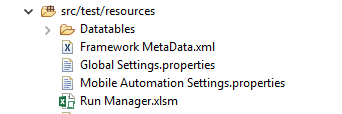 src/test/resources
Datatables
Framework MetaData.xml
Global Settings.properties
Mobile Automation Settings.properties
Run Manager.xlsm